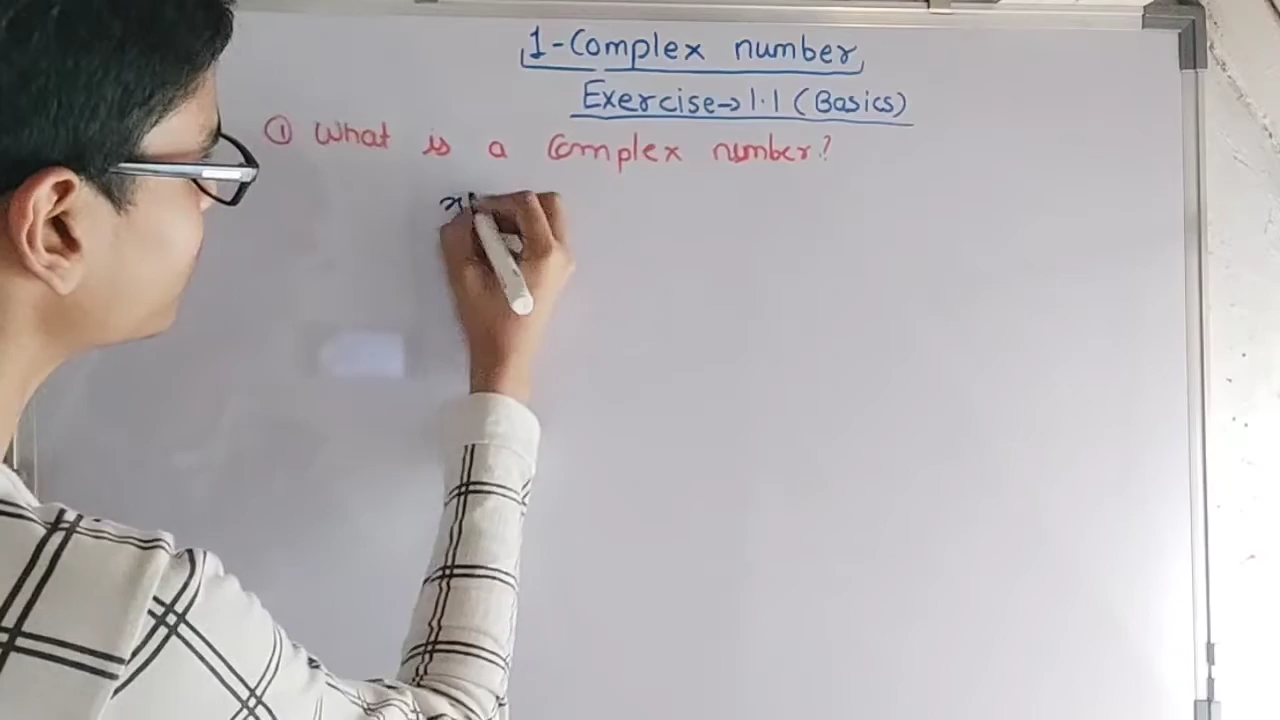 1-Complex number
Exercise→1.1 (Basics)
① What is a Complex number?
x